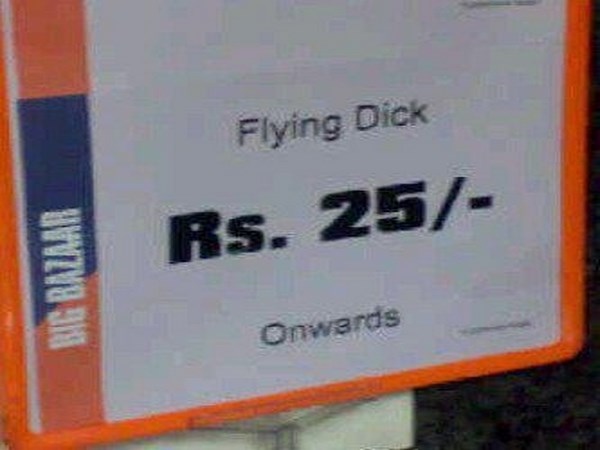 Flying Dick
Rs. 25/-
Onwards
BIG BAZAAR